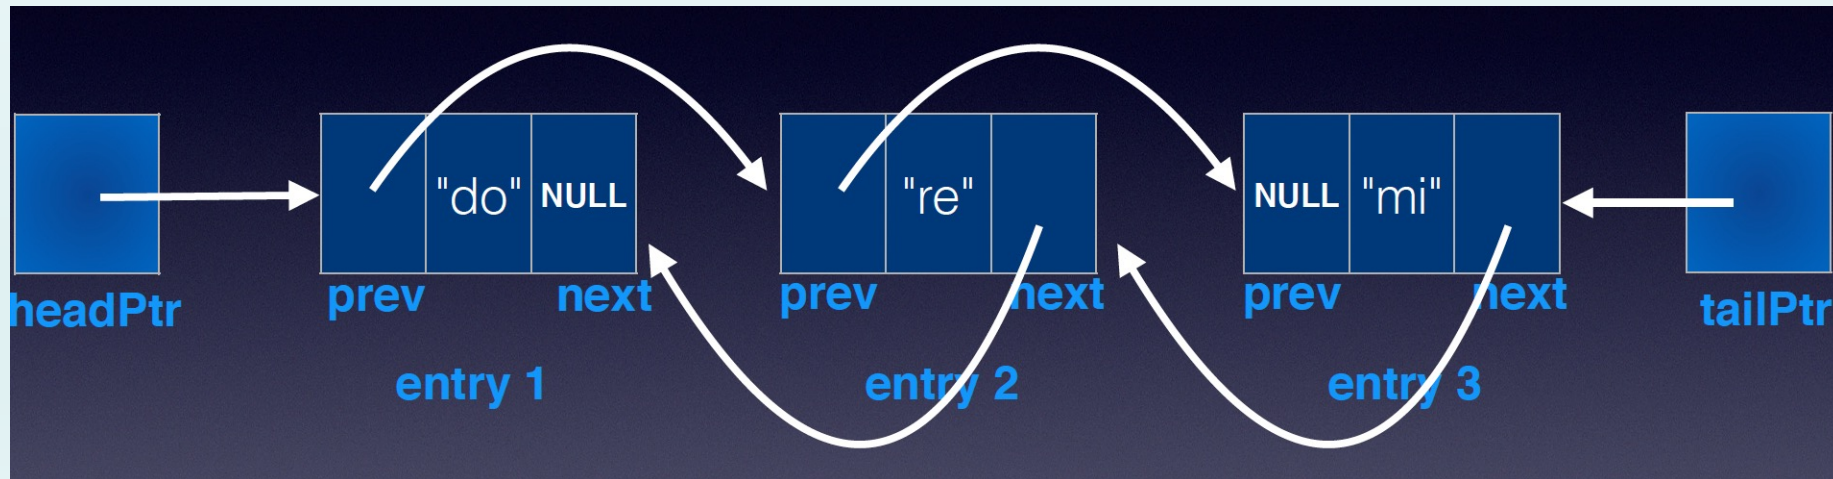 "do" NULL "re" NULL "mi"
prev next prev next prev next
headPtr tailPtr
entry 1 entry 2 entry 3